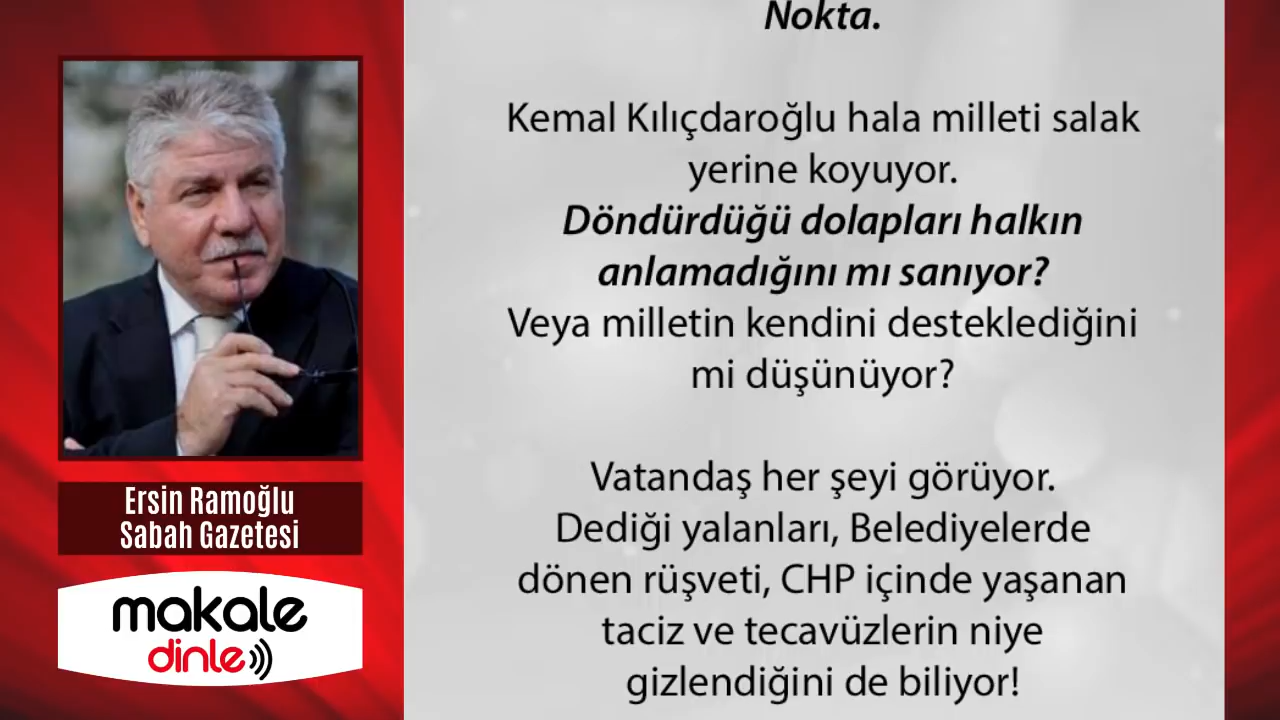 Nokta.
Kemal Kılıçdaroğlu hala milleti salak
yerine koyuyor.
Döndürdüğü dolapları halkın
anlamadığını mı sanıyor?
Veya milletin kendini desteklediğini
mi düşünüyor?
Vatandaş her şeyi görüyor.
Dediği yalanları, Belediyelerde
dönen rüşveti, CHP içinde yaşanan
taciz ve tecavüzlerin niye
gizlendiğini de biliyor!
Ersin Ramoğlu
Sabah Gazetesi
makale
dinle